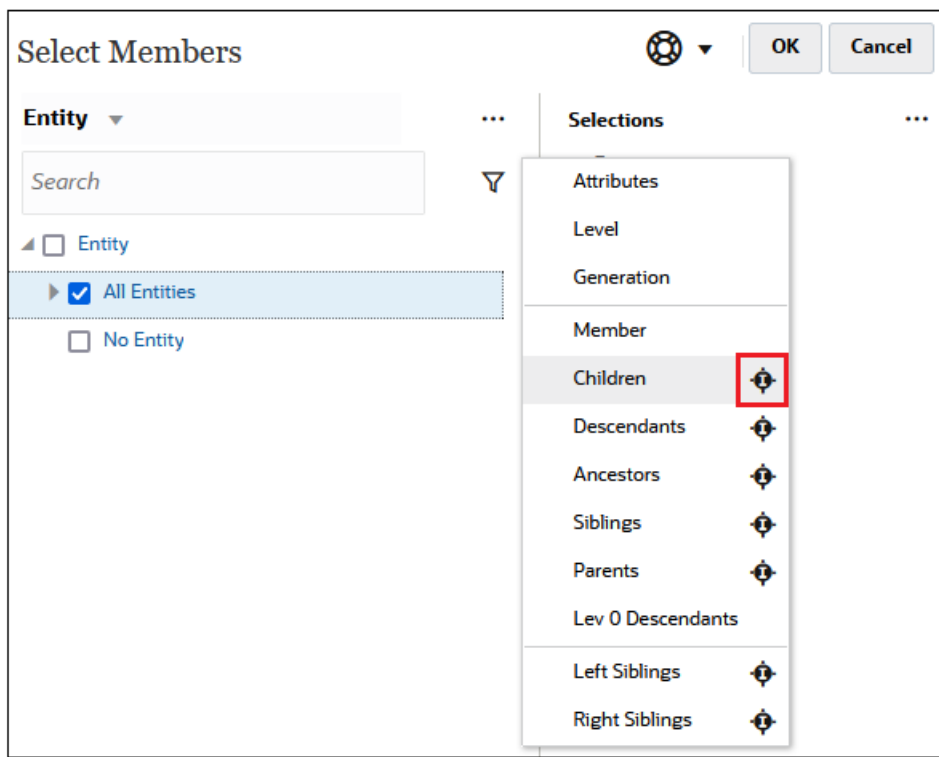 Select Members
OK
Cancel
Entity
...
Selections
...
Search
Entity
All Entities
No Entity
Attributes
Level
Generation
Member
Children
Descendants
Ancestors
Siblings
Parents
Lev 0 Descendants
Left Siblings
Right Siblings